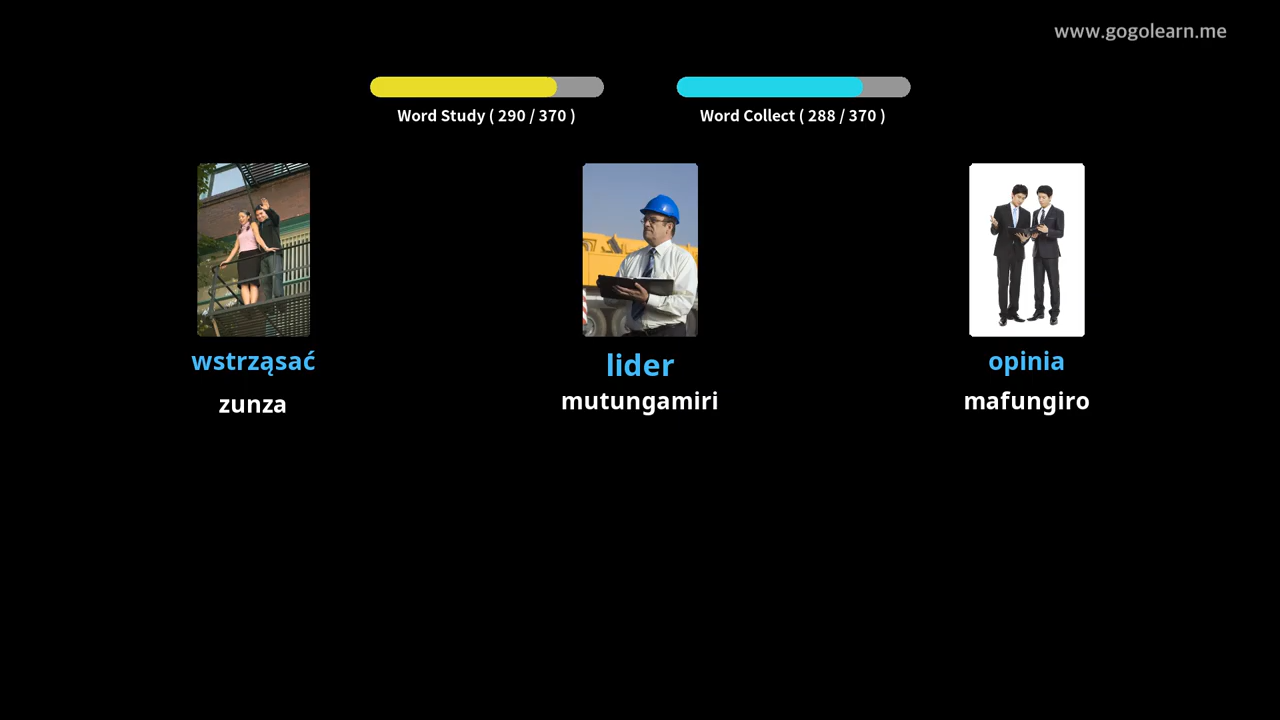 www.gogolearn.me
Word Study ( 290 / 370 )
Word Collect ( 288 / 370 )
wstrząsać
zunza
lider
mutungamiri
opinia
mafungiro